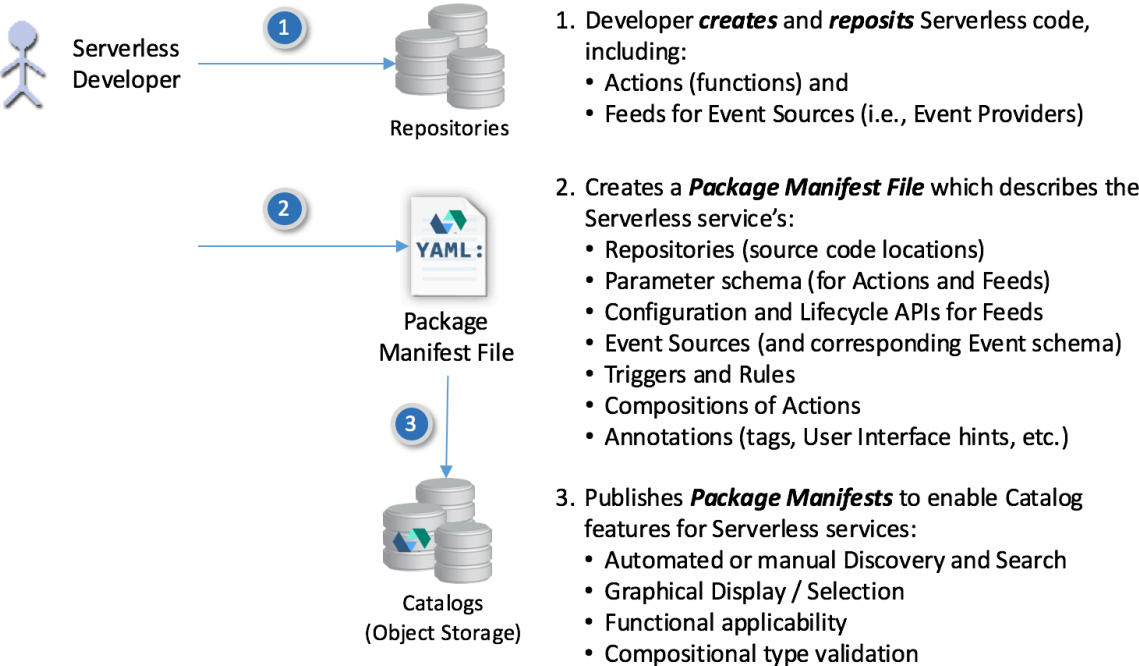 Serverless
Developer
1
Repositories
1. Developer creates and reposits Serverless code,
including:
• Actions (functions) and
• Feeds for Event Sources (i.e., Event Providers)
2
YAML:
Package
Manifest File
2. Creates a Package Manifest File which describes the
Serverless service’s:
• Repositories (source code locations)
• Parameter schema (for Actions and Feeds)
• Configuration and Lifecycle APIs for Feeds
• Event Sources (and corresponding Event schema)
• Triggers and Rules
• Compositions of Actions
• Annotations (tags, User Interface hints, etc.)
3
Catalogs
(Object Storage)
3. Publishes Package Manifests to enable Catalog
features for Serverless services:
• Automated or manual Discovery and Search
• Graphical Display / Selection
• Functional applicability
• Compositional type validation